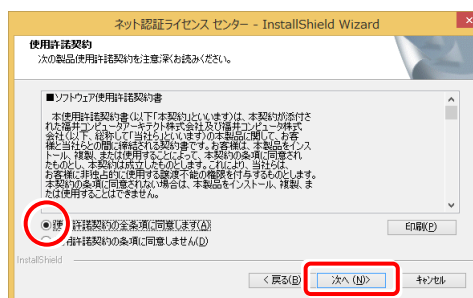 ネット認証ライセンス センター - InstallShield Wizard
使用許諾契約
次の製品使用許諾契約を注意深くお読みください。
■ソフトウェア使用許諾契約書
本使用許諾契約書(以下「本契約」といいます)は、本契約が添付さ
れた福井コンピュータアーキテクト株式会社及び福井コンピュータ株式
会社(以下、総称して「当社ら」といいます)の本製品に関して、お客
様と当社らとの間に締結される契約書です。お客様は、本製品をインス
トール、複製、または使用することによって、本契約の条項に同意され
たものとし、本契約は成立したものとします。これにより、当社らは、
お客様に非独占的に使用する譲渡不能の権限を付与するものとします。
本契約の条項に同意されない場合は、本製品をインストール、複製、ま
たは使用することはできません。
使用許諾契約の全条項に同意します(A)
用許諾契約の条項に同意しません(D)
印刷(P)
InstallShield
< 戻る(B)
次へ (N)>
キャンセル